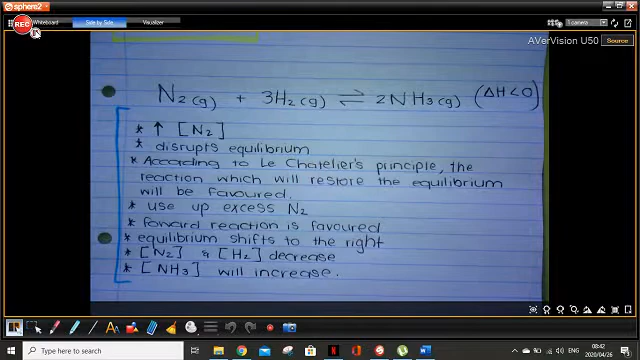 sphere2
REC
Whiteboard
Side by Side
Visualizer
1 camera
AVerVision U50
Source
N2(g) + 3H2(g) ⇌ 2NH3(g) (ΔH<0)
* ↑ [N2]
* disrupts equilibrium
* According to Le Chatelier's principle, the
reaction which will restore the equilibrium
will be favoured.
* use up excess N2
* forward reaction is favoured
* equilibrium shifts to the right
* [N2] & [H2] decrease
* [NH3] will increase.
Type here to search
ENG
08:42
2020/04/26